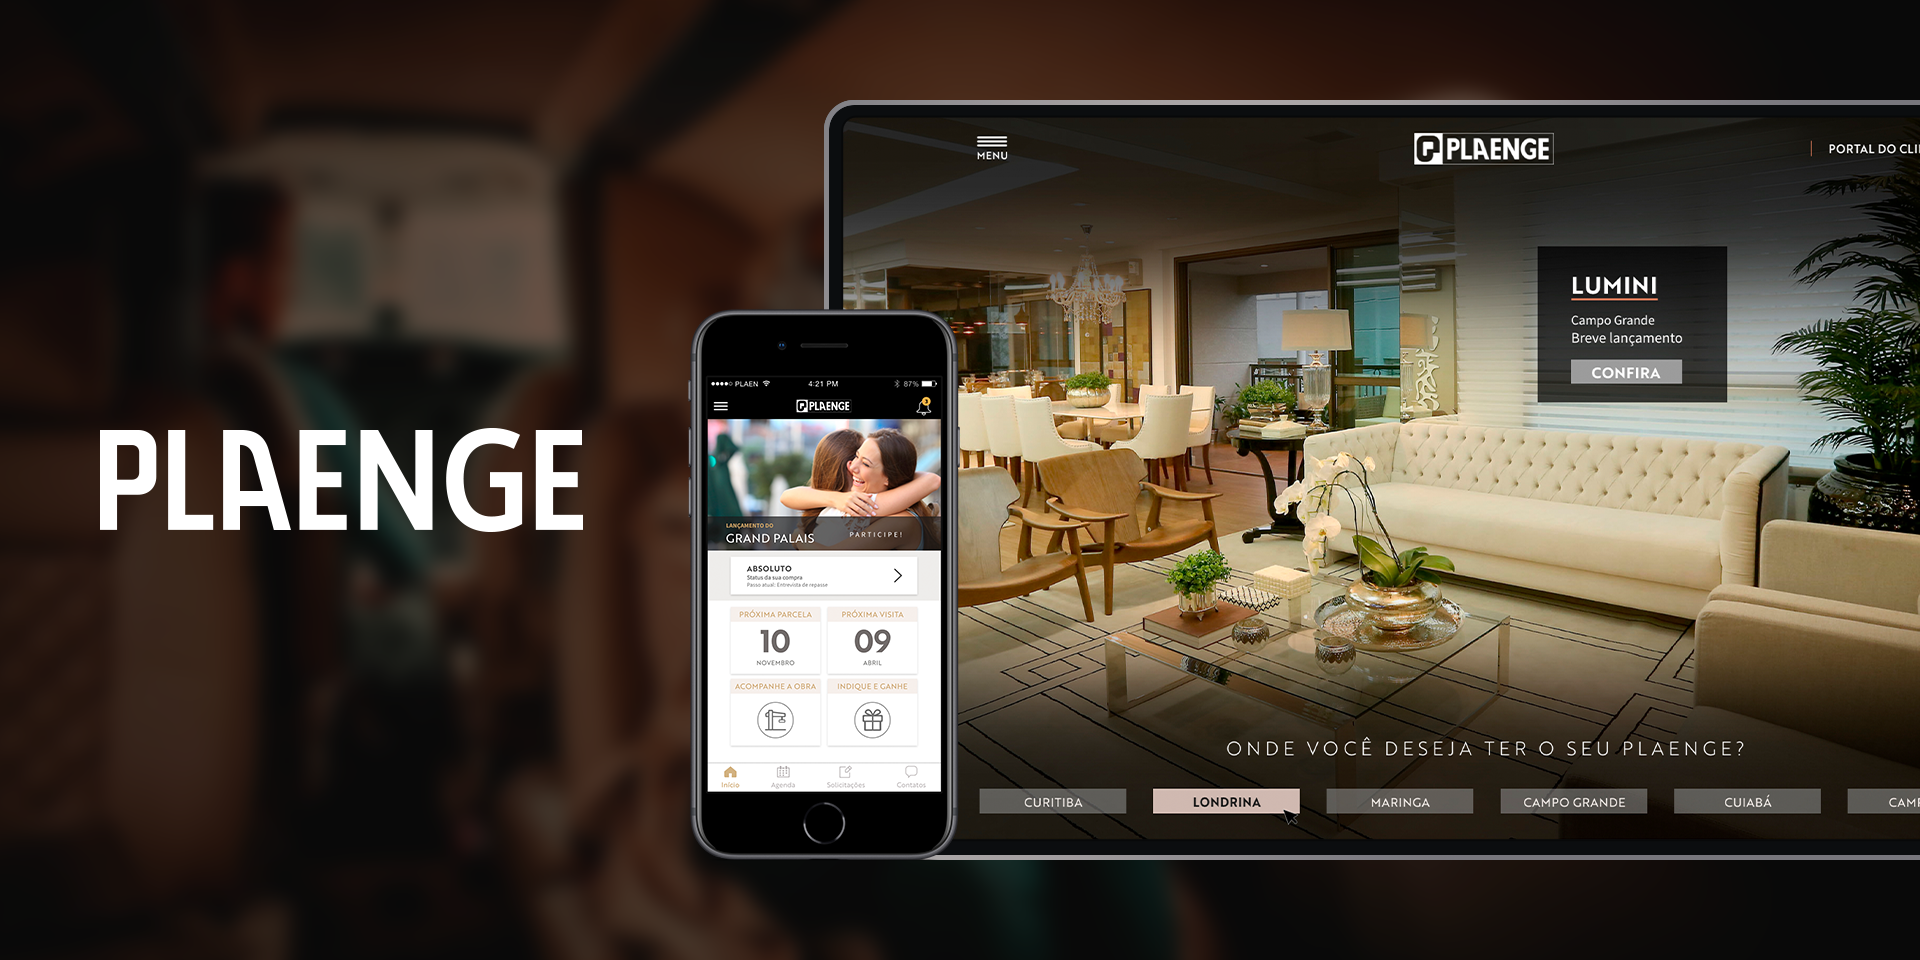 PLAENGE
PLAEN
4:21 PM
87%
PLAENGE
3
LANÇAMENTO DO
GRAND PALAIS
PARTICIPE!
ABSOLUTO
Status da sua compra
Passo atual: Entrevista de repasse
PRÓXIMA PARCELA
10
NOVEMBRO
PRÓXIMA VISITA
09
ABRIL
ACOMPANHE A OBRA
INDIQUE E GANHE
Início
Agenda
Solicitações
Contatos
MENU
PLAENGE
PORTAL DO CLI
LUMINI
Campo Grande
Breve lançamento
CONFIRA
ONDE VOCÊ DESEJA TER O SEU PLAENGE?
CURITIBA
LONDRINA
MARINGA
CAMPO GRANDE
CUIABÁ
CAMP